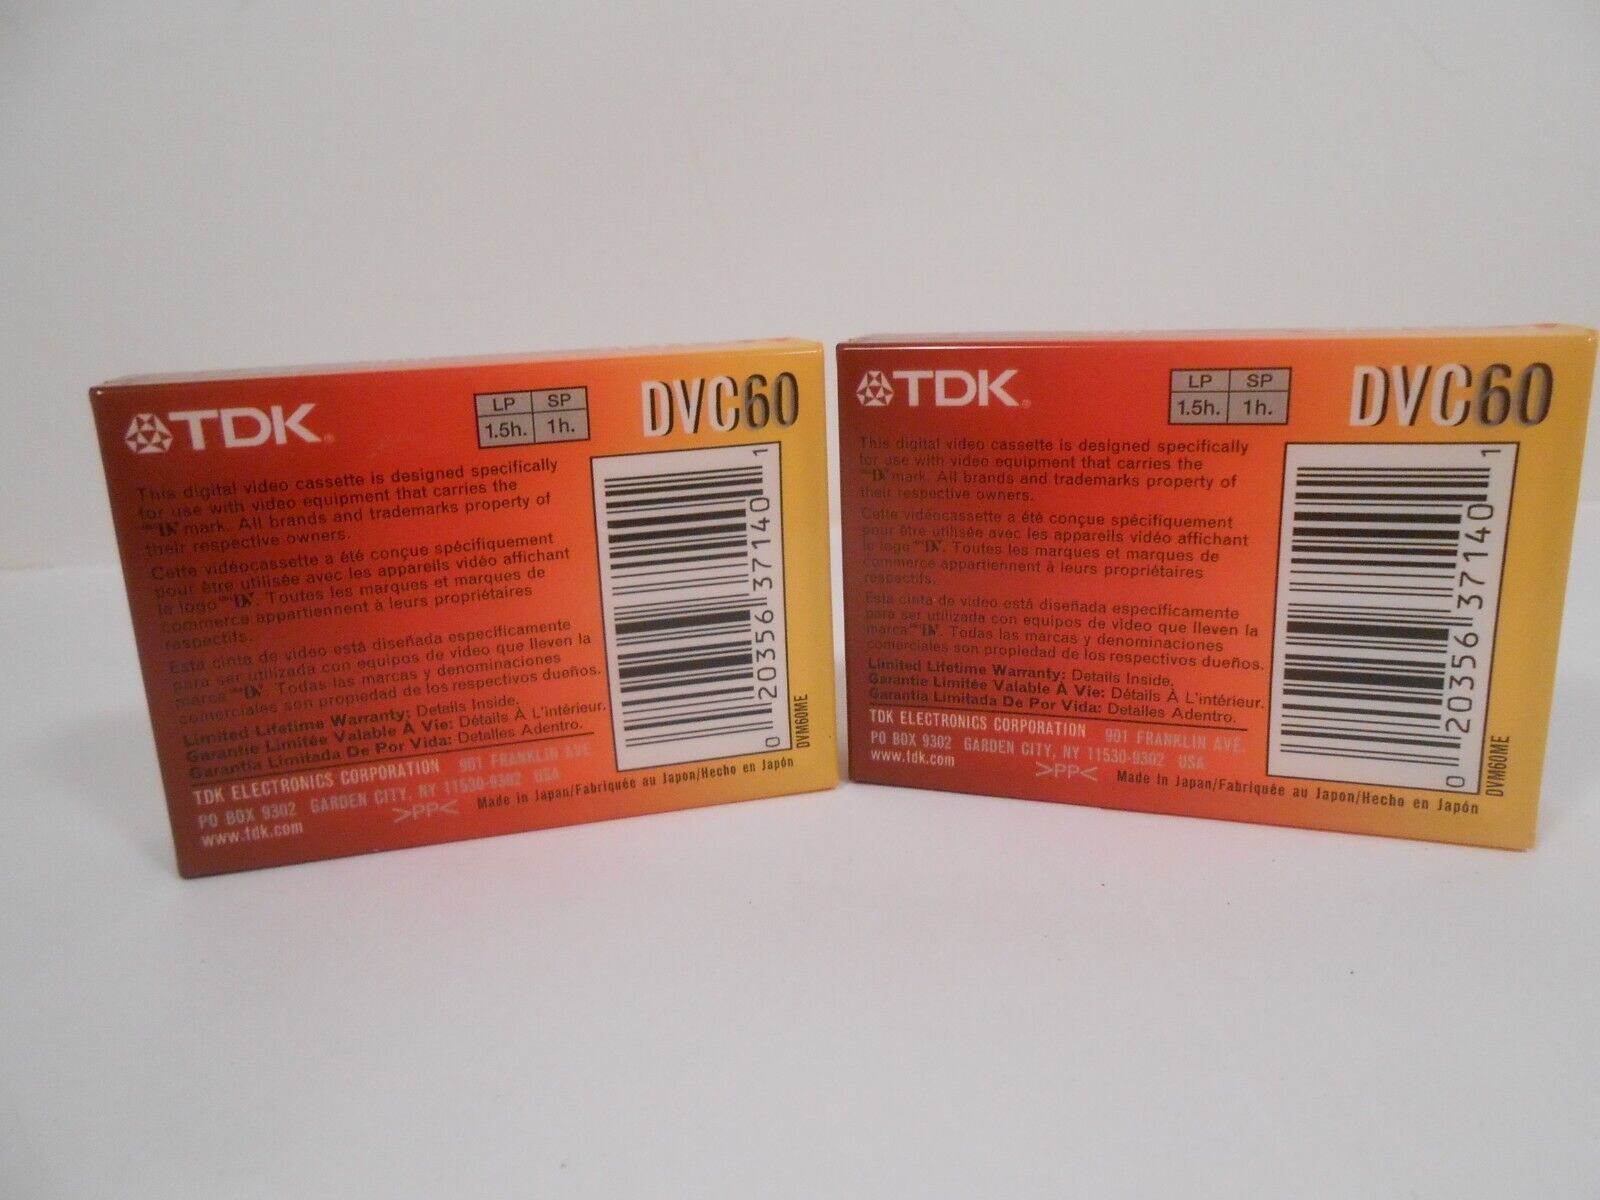 TDK®
LP SP
1.5h. 1h.
DVC60
This digital video cassette is designed specifically
for use with video equipment that carries the
Mini DV mark. All brands and trademarks property of
their respective owners.
Cette vidéocassette a été conçue spécifiquement
pour être utilisée avec les appareils vidéo affichant
le logo Mini DV. Toutes les marques et marques de
commerce appartiennent à leurs propriétaires
respectifs.
Esta cinta de video está diseñada específicamente
para ser utilizada con equipos de video que lleven la
marca Mini DV. Todas las marcas y denominaciones
comerciales son propiedad de los respectivos dueños.
Limited Lifetime Warranty: Details Inside.
Garantie Limitée Valable À Vie: Détails À L'intérieur.
Garantia Limitada De Por Vida: Detalles Adentro.
TDK ELECTRONICS CORPORATION 901 FRANKLIN AVE.
PO BOX 9302 GARDEN CITY, NY 11530-9302 USA
www.tdk.com >PP< Made in Japan/Fabriquée au Japon/Hecho en Japón
0 20356 37140 1
DVM60ME
TDK®
LP SP
1.5h. 1h.
DVC60
This digital video cassette is designed specifically
for use with video equipment that carries the
Mini DV mark. All brands and trademarks property of
their respective owners.
Cette vidéocassette a été conçue spécifiquement
pour être utilisée avec les appareils vidéo affichant
le logo Mini DV. Toutes les marques et marques de
commerce appartiennent à leurs propriétaires
respectifs.
Esta cinta de video está diseñada específicamente
para ser utilizada con equipos de video que lleven la
marca Mini DV. Todas las marcas y denominaciones
comerciales son propiedad de los respectivos dueños.
Limited Lifetime Warranty: Details Inside.
Garantie Limitée Valable À Vie: Détails À L'intérieur.
Garantia Limitada De Por Vida: Detalles Adentro.
TDK ELECTRONICS CORPORATION 901 FRANKLIN AVE.
PO BOX 9302 GARDEN CITY, NY 11530-9302 USA
www.tdk.com >PP< Made in Japan/Fabriquée au Japon/Hecho en Japón
0 20356 37140 1
DVM60ME